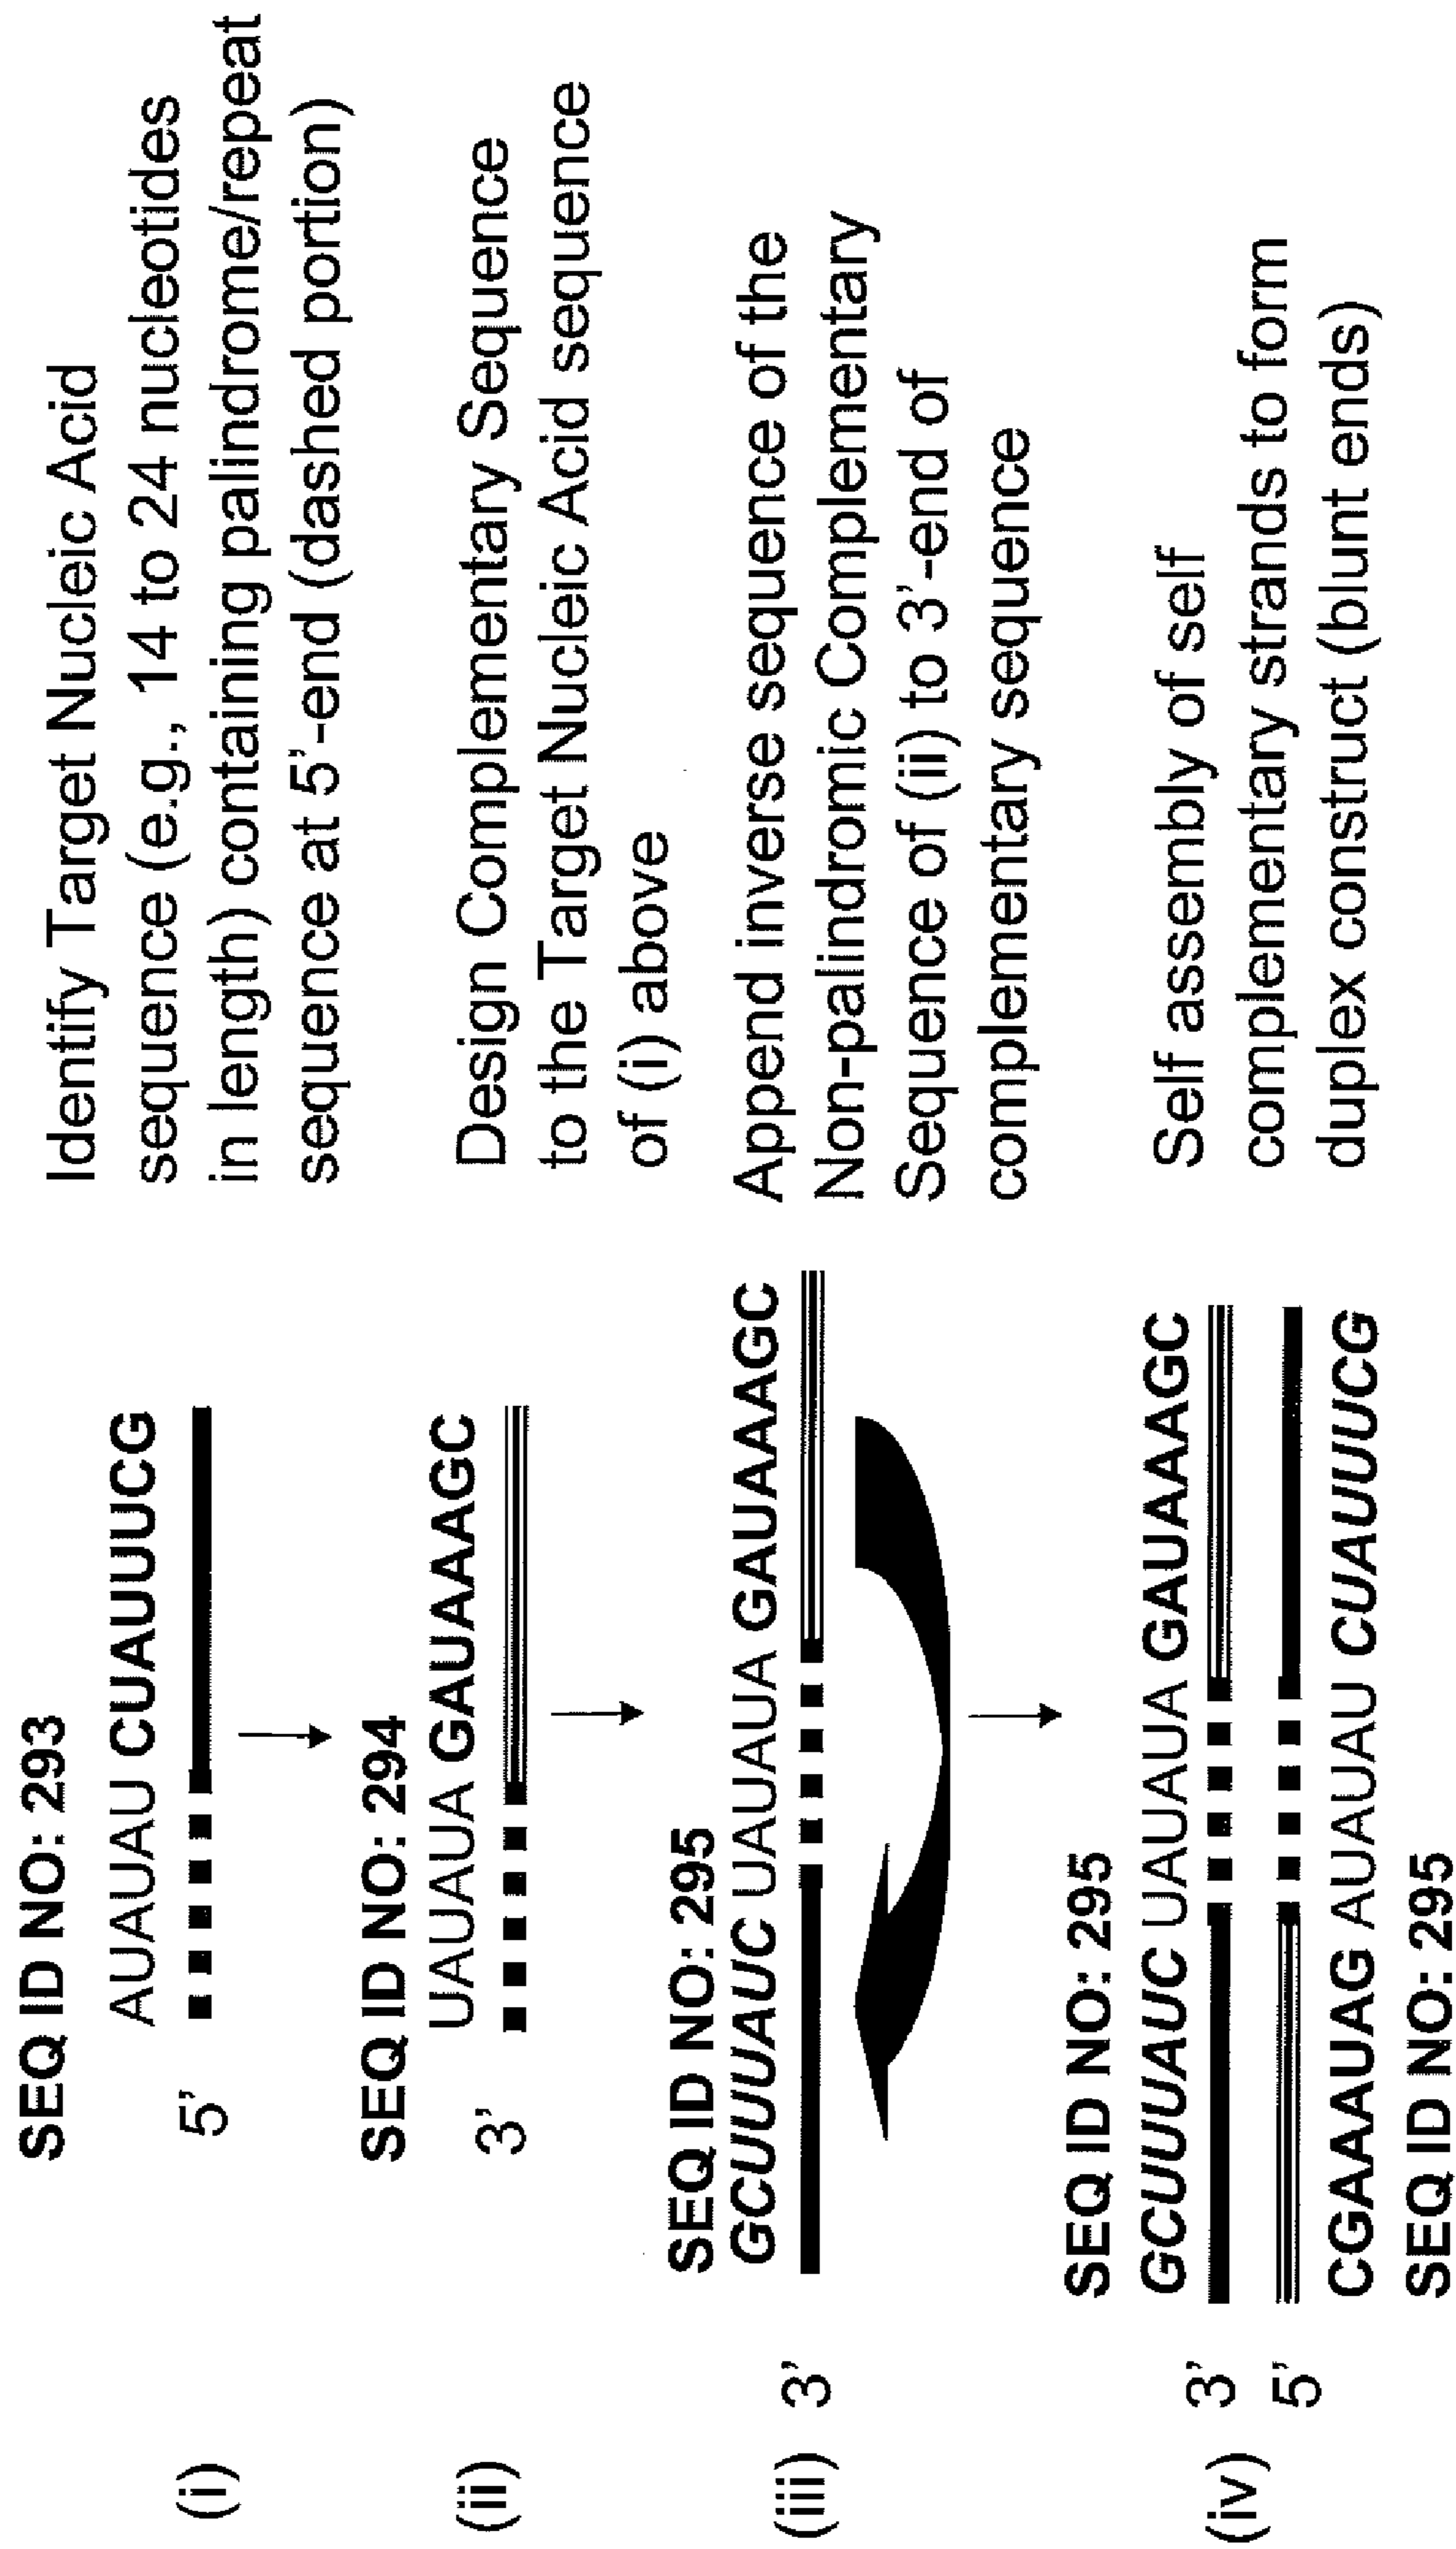 SEQ ID NO: 293
AUAUAU CUAUUUCG
(i) 5’
Identify Target Nucleic Acid
sequence (e.g., 14 to 24 nucleotides
in length) containing palindrome/repeat
sequence at 5’-end (dashed portion)
SEQ ID NO: 294
UAUAUA GAUAAAGC
(ii) 3’
Design Complementary Sequence
to the Target Nucleic Acid sequence
of (i) above
SEQ ID NO: 295
GCUUUAUC UAUAUA GAUAAAGC
(iii) 3’
Append inverse sequence of the
Non-palindromic Complementary
Sequence of (ii) to 3’-end of
complementary sequence
SEQ ID NO: 295
GCUUUAUC UAUAUA GAUAAAGC
(iv) 3’
5’
CGAAAUAG AUAUAU CUAUUUCG
SEQ ID NO: 295
Self assembly of self
complementary strands to form
duplex construct (blunt ends)